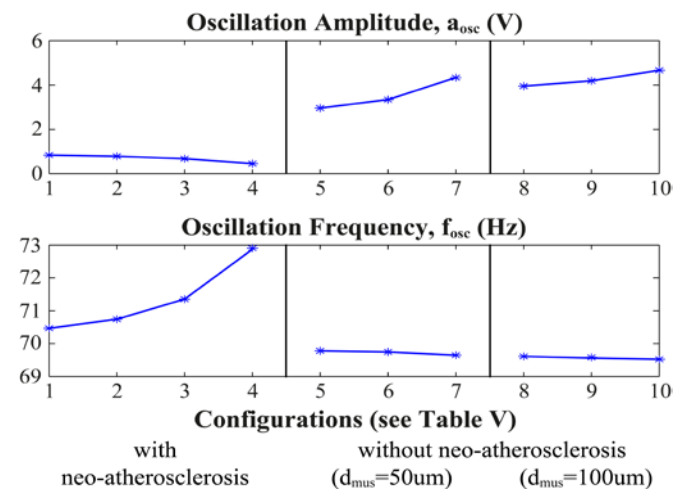 Oscillation Amplitude, aosc (V)
6
4
2
0
1 2 3 4 5 6 7 8 9 10
Oscillation Frequency, fosc (Hz)
73
72
71
70
69
1 2 3 4 5 6 7 8 9 10
Configurations (see Table V)
with without neo-atherosclerosis
neo-atherosclerosis (dmus=50um) (dmus=100um)